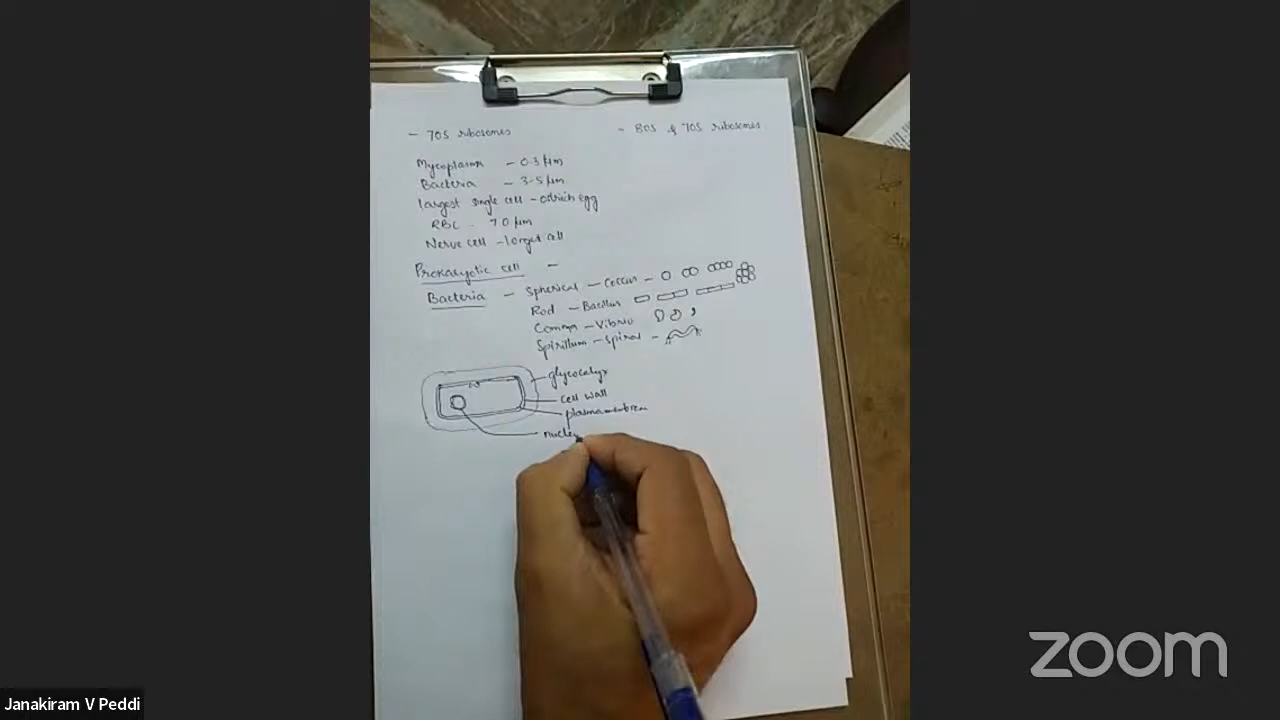 - 70S ribosomes - 80S & 70S ribosomes
Mycoplasma - 0.3 µm
Bacteria - 3-5 µm
largest single cell - ostrich egg
RBC - 7.0 µm
Nerve cell - longest cell
Prokaryotic cell -
Bacteria - Spherical - Coccus -
Rod - Bacillus
Comma - Vibrio
Spirillum - Spiral -
glycocalyx
cell wall
plasmamembren
nucle
zoom
Janakiram V Peddi